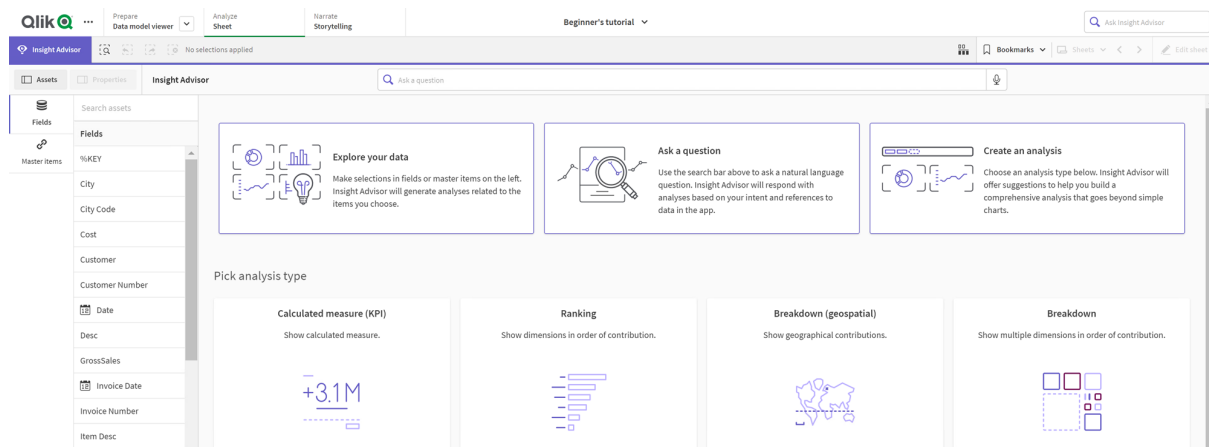 Qlik
Prepare
Data model viewer
Analyze
Sheet
Narrate
Storytelling
Beginner's tutorial
Ask Insight Advisor
Insight Advisor
No selections applied
Bookmarks
Sheets
Edit sheet
Assets
Properties
Insight Advisor
Ask a question
Fields
Master items
Search assets
Fields
%KEY
City
City Code
Cost
Customer
Customer Number
Date
Desc
GrossSales
Invoice Date
Invoice Number
Item Desc
Explore your data
Make selections in fields or master items on the left.
Insight Advisor will generate analyses related to the
items you choose.
Ask a question
Use the search bar above to ask a natural language
question. Insight Advisor will respond with
analyses based on your intent and references to
data in the app.
Create an analysis
Choose an analysis type below. Insight Advisor will
offer suggestions to help you build a
comprehensive analysis that goes beyond simple
charts.
Pick analysis type
Calculated measure (KPI)
Show calculated measure.
+3.1M
Ranking
Show dimensions in order of contribution.
Breakdown (geospatial)
Show geographical contributions.
Breakdown
Show multiple dimensions in order of contribution.